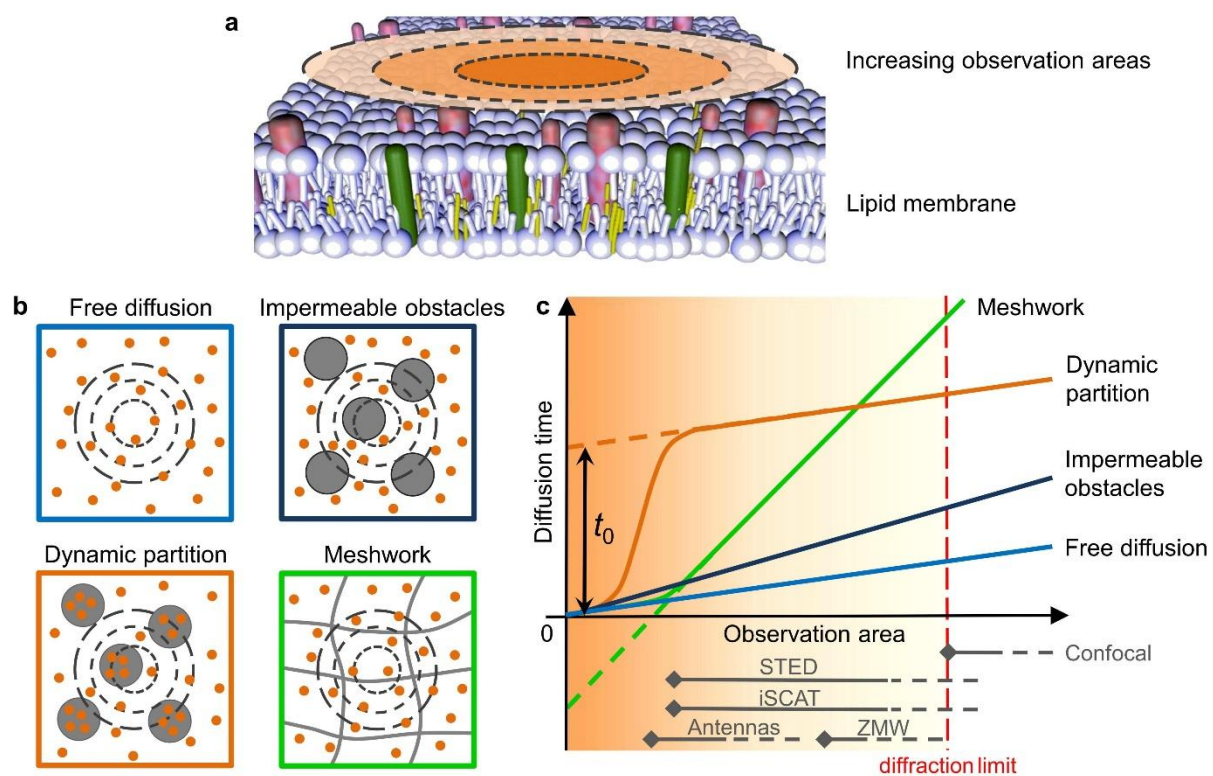 a
Increasing observation areas
Lipid membrane
b
Free diffusion
Impermeable obstacles
Dynamic partition
Meshwork
c
Meshwork
Dynamic
partition
Impermeable
obstacles
Free diffusion
Diffusion time
t0
0
Observation area
Confocal
STED
iSCAT
Antennas
ZMW
diffraction limit